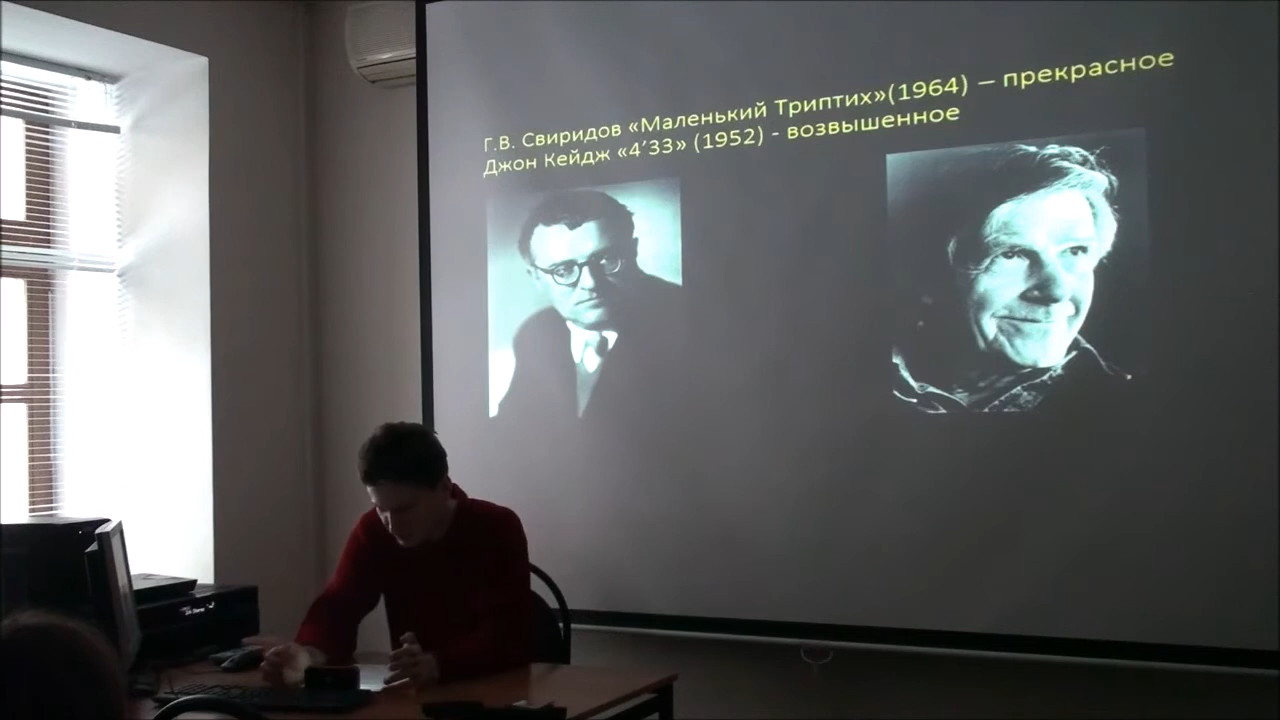 Г.В. Свиридов «Маленький Триптих»(1964) – прекрасное
Джон Кейдж «4’33» (1952) - возвышенное